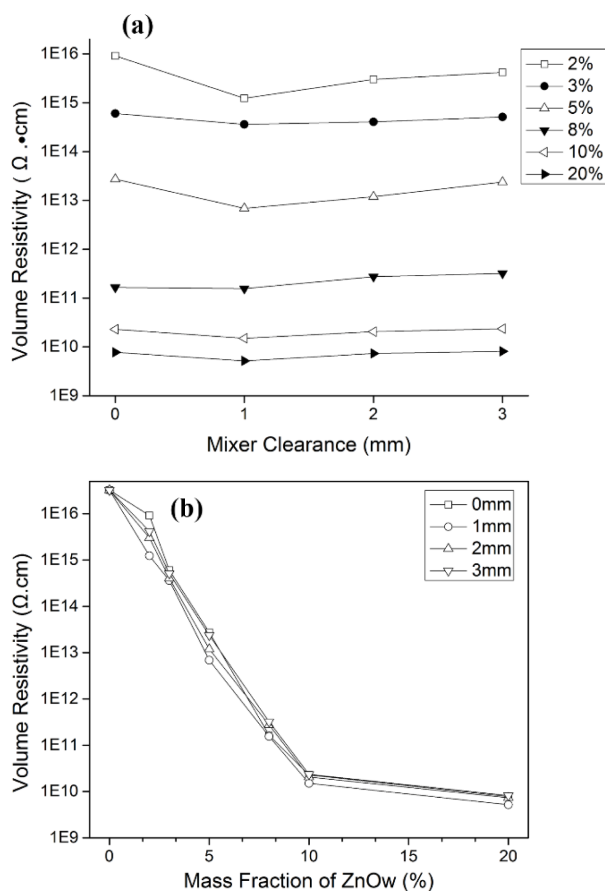 (a)
1E16
1E15
1E14
1E13
1E12
1E11
1E10
1E9
Volume Resistivity ( Ω .•cm)
0 1 2 3
Mixer Clearance (mm)
2%
3%
5%
8%
10%
20%
(b)
1E16
1E15
1E14
1E13
1E12
1E11
1E10
1E9
Volume Resistivity (Ω.cm)
0 5 10 15 20
Mass Fraction of ZnOw (%)
0mm
1mm
2mm
3mm